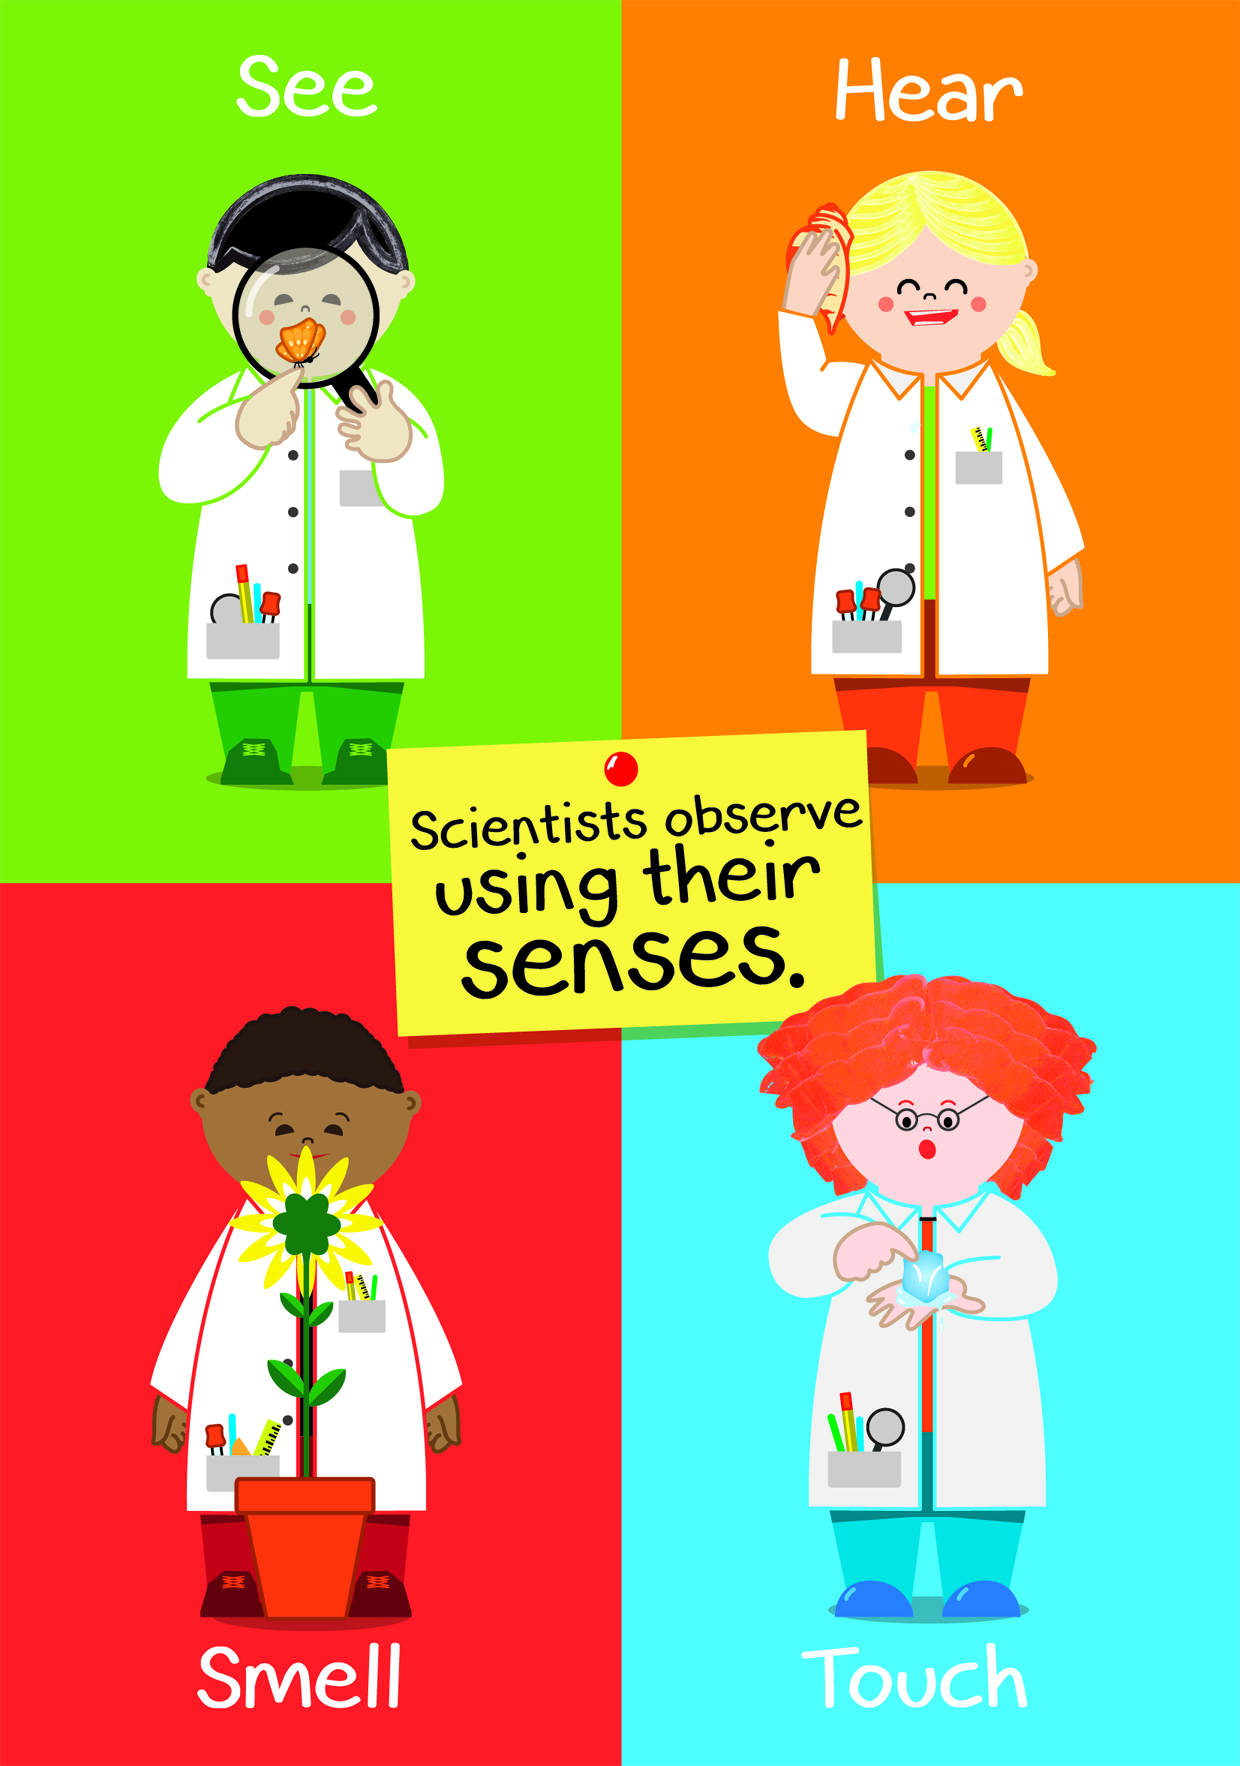 See
Hear
Scientists observe
using their
senses.
Smell
Touch